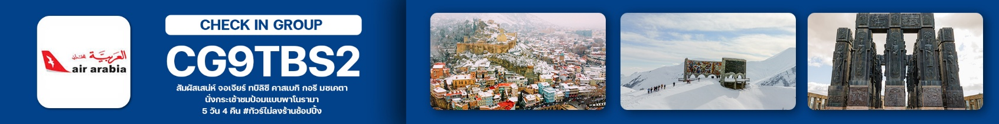 العربية للطيران
air arabia
CHECK IN GROUP
CG9TBS2
สัมผัสเสน่ห์ จอเจียร์ ทบิลิซี คาสเบกี กอรี มซเคตา
นั่งกระเช้าชมป้อมแบบพาโนรามา
5 วัน 4 คืน #ทัวร์ไม่ลงร้านช้อปปิ้ง